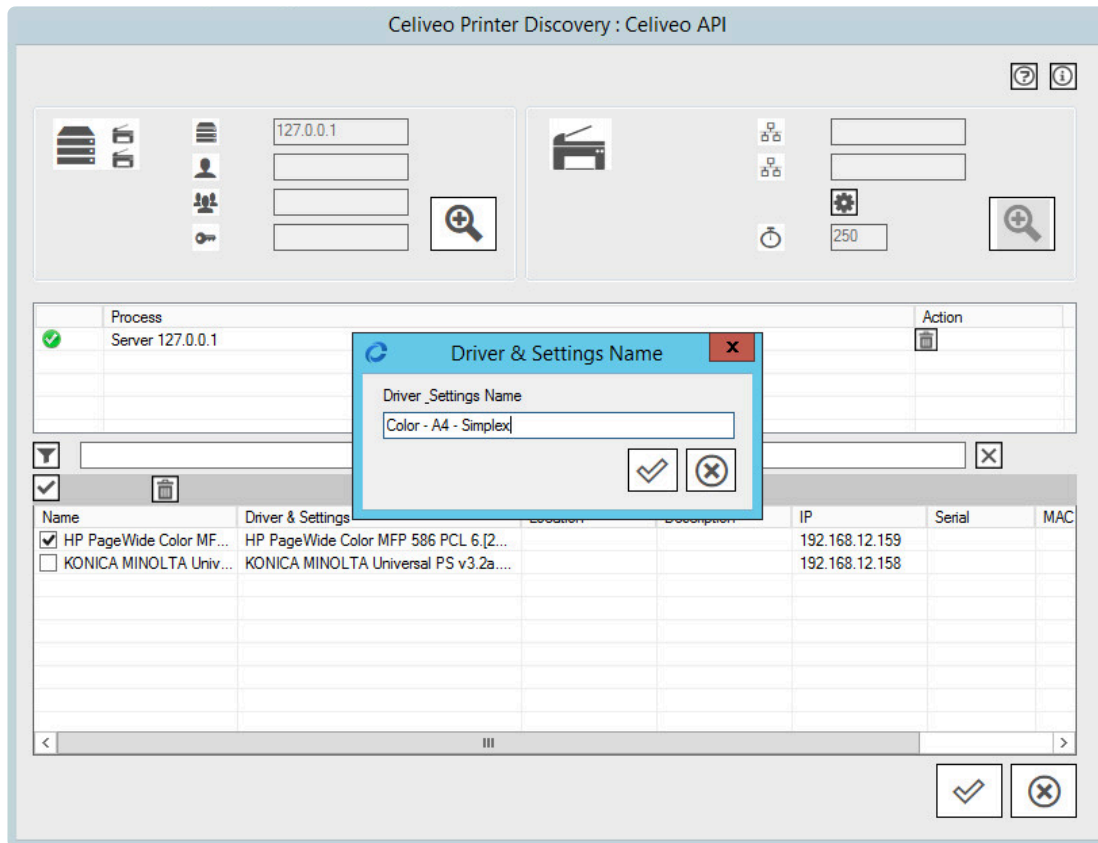 Celiveo Printer Discovery : Celiveo API
127.0.0.1
250
Process Action
Server 127.0.0.1
Driver & Settings Name
x
Driver _Settings Name
Color - A4 - Simplex
Name Driver & Settings IP Serial MAC
HP PageWide Color MF... HP PageWide Color MFP 586 PCL 6.[2... 192.168.12.159
KONICA MINOLTA Univ... KONICA MINOLTA Universal PS v3.2a.... 192.168.12.158